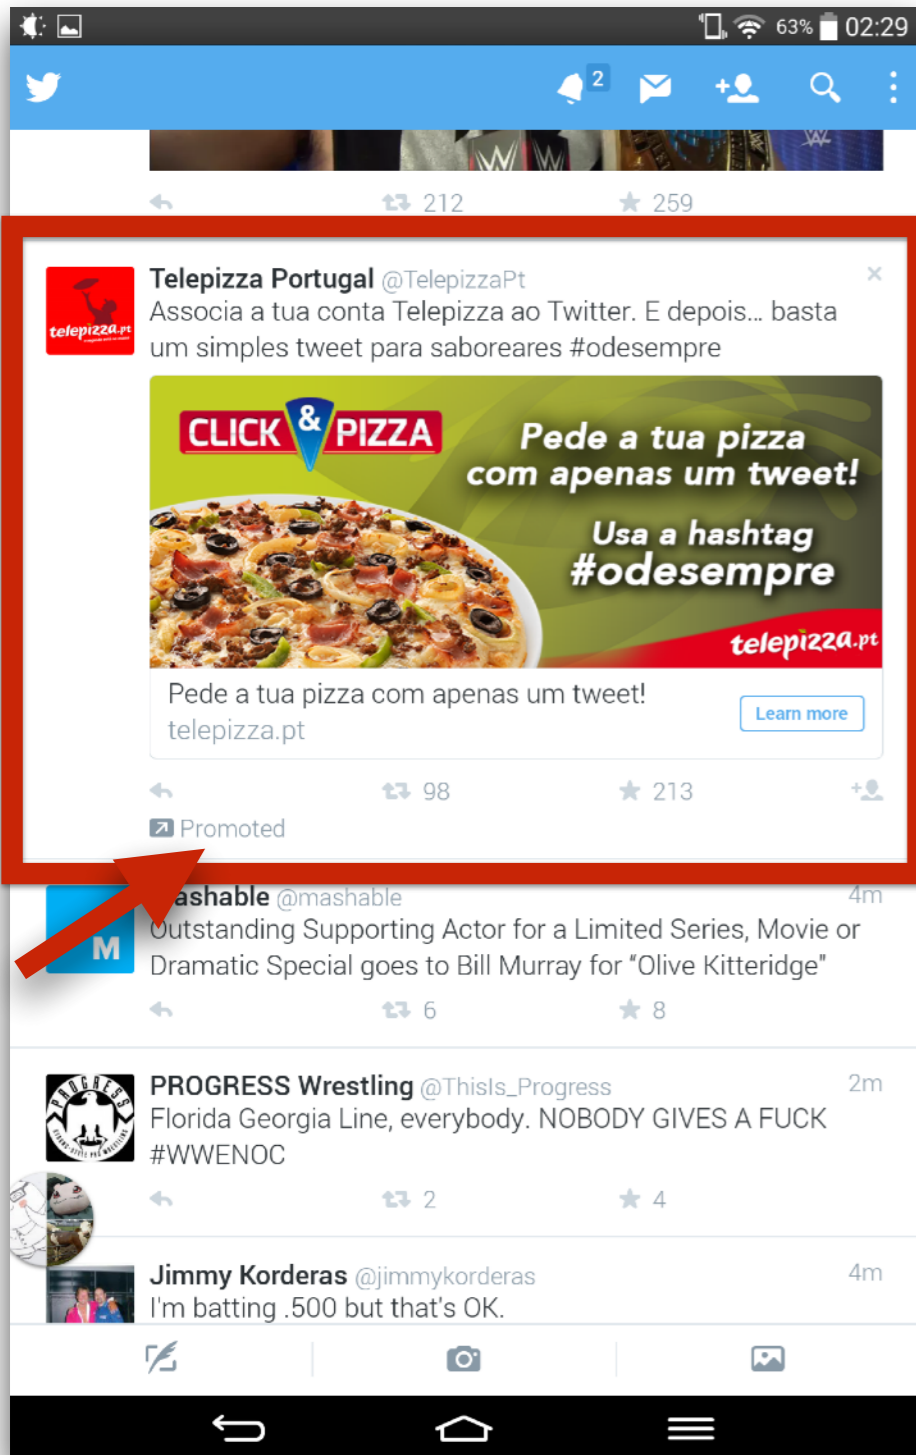 63% 02:29
2
212 259
Telepizza Portugal @TelepizzaPt
Associa a tua conta Telepizza ao Twitter. E depois... basta
um simples tweet para saboreares #odesempre
telepizza.pt
CLICK & PIZZA
Pede a tua pizza
com apenas um tweet!
Usa a hashtag
#odesempre
telepizza.pt
Pede a tua pizza com apenas um tweet!
telepizza.pt
Learn more
98 213
Promoted
ashable @mashable 4m
M
Outstanding Supporting Actor for a Limited Series, Movie or
Dramatic Special goes to Bill Murray for “Olive Kitteridge”
6 8
PROGRESS
PROGRESS Wrestling @ThisIs_Progress 2m
Florida Georgia Line, everybody. NOBODY GIVES A FUCK
#WWENOC
2 4
Jimmy Korderas @jimmykorderas 4m
I'm batting .500 but that's OK.